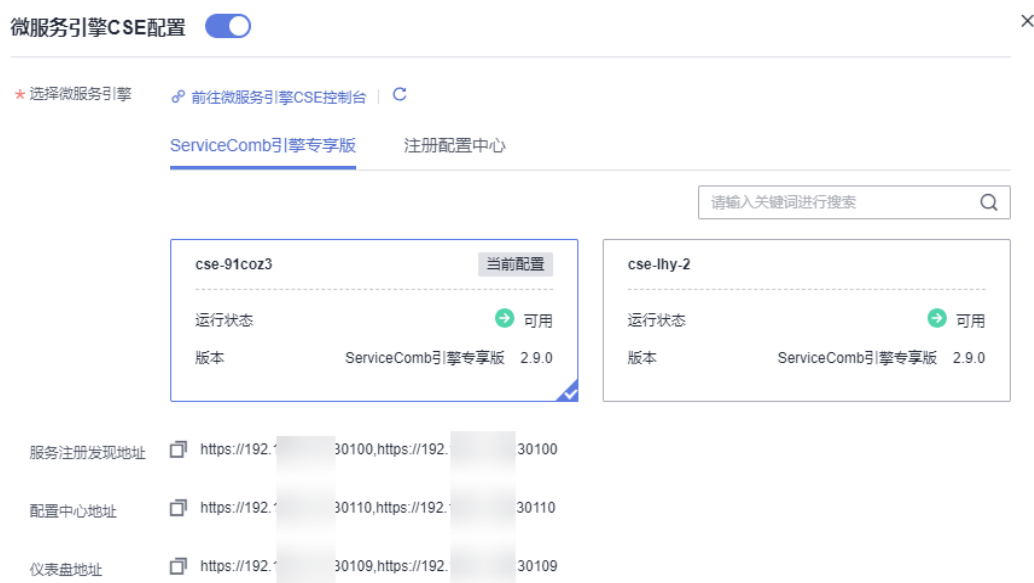 微服务引擎CSE配置
* 选择微服务引擎 前往微服务引擎CSE控制台
ServiceComb引擎专享版 注册配置中心
请输入关键词进行搜索
cse-91coz3 当前配置 cse-lhy-2
运行状态 可用 运行状态 可用
版本 ServiceComb引擎专享版 2.9.0 版本 ServiceComb引擎专享版 2.9.0
服务注册发现地址 https://192. 30100,https://192. 30100
配置中心地址 https://192. 30110,https://192. 30110
仪表盘地址 https://192. 30109,https://192. 30109